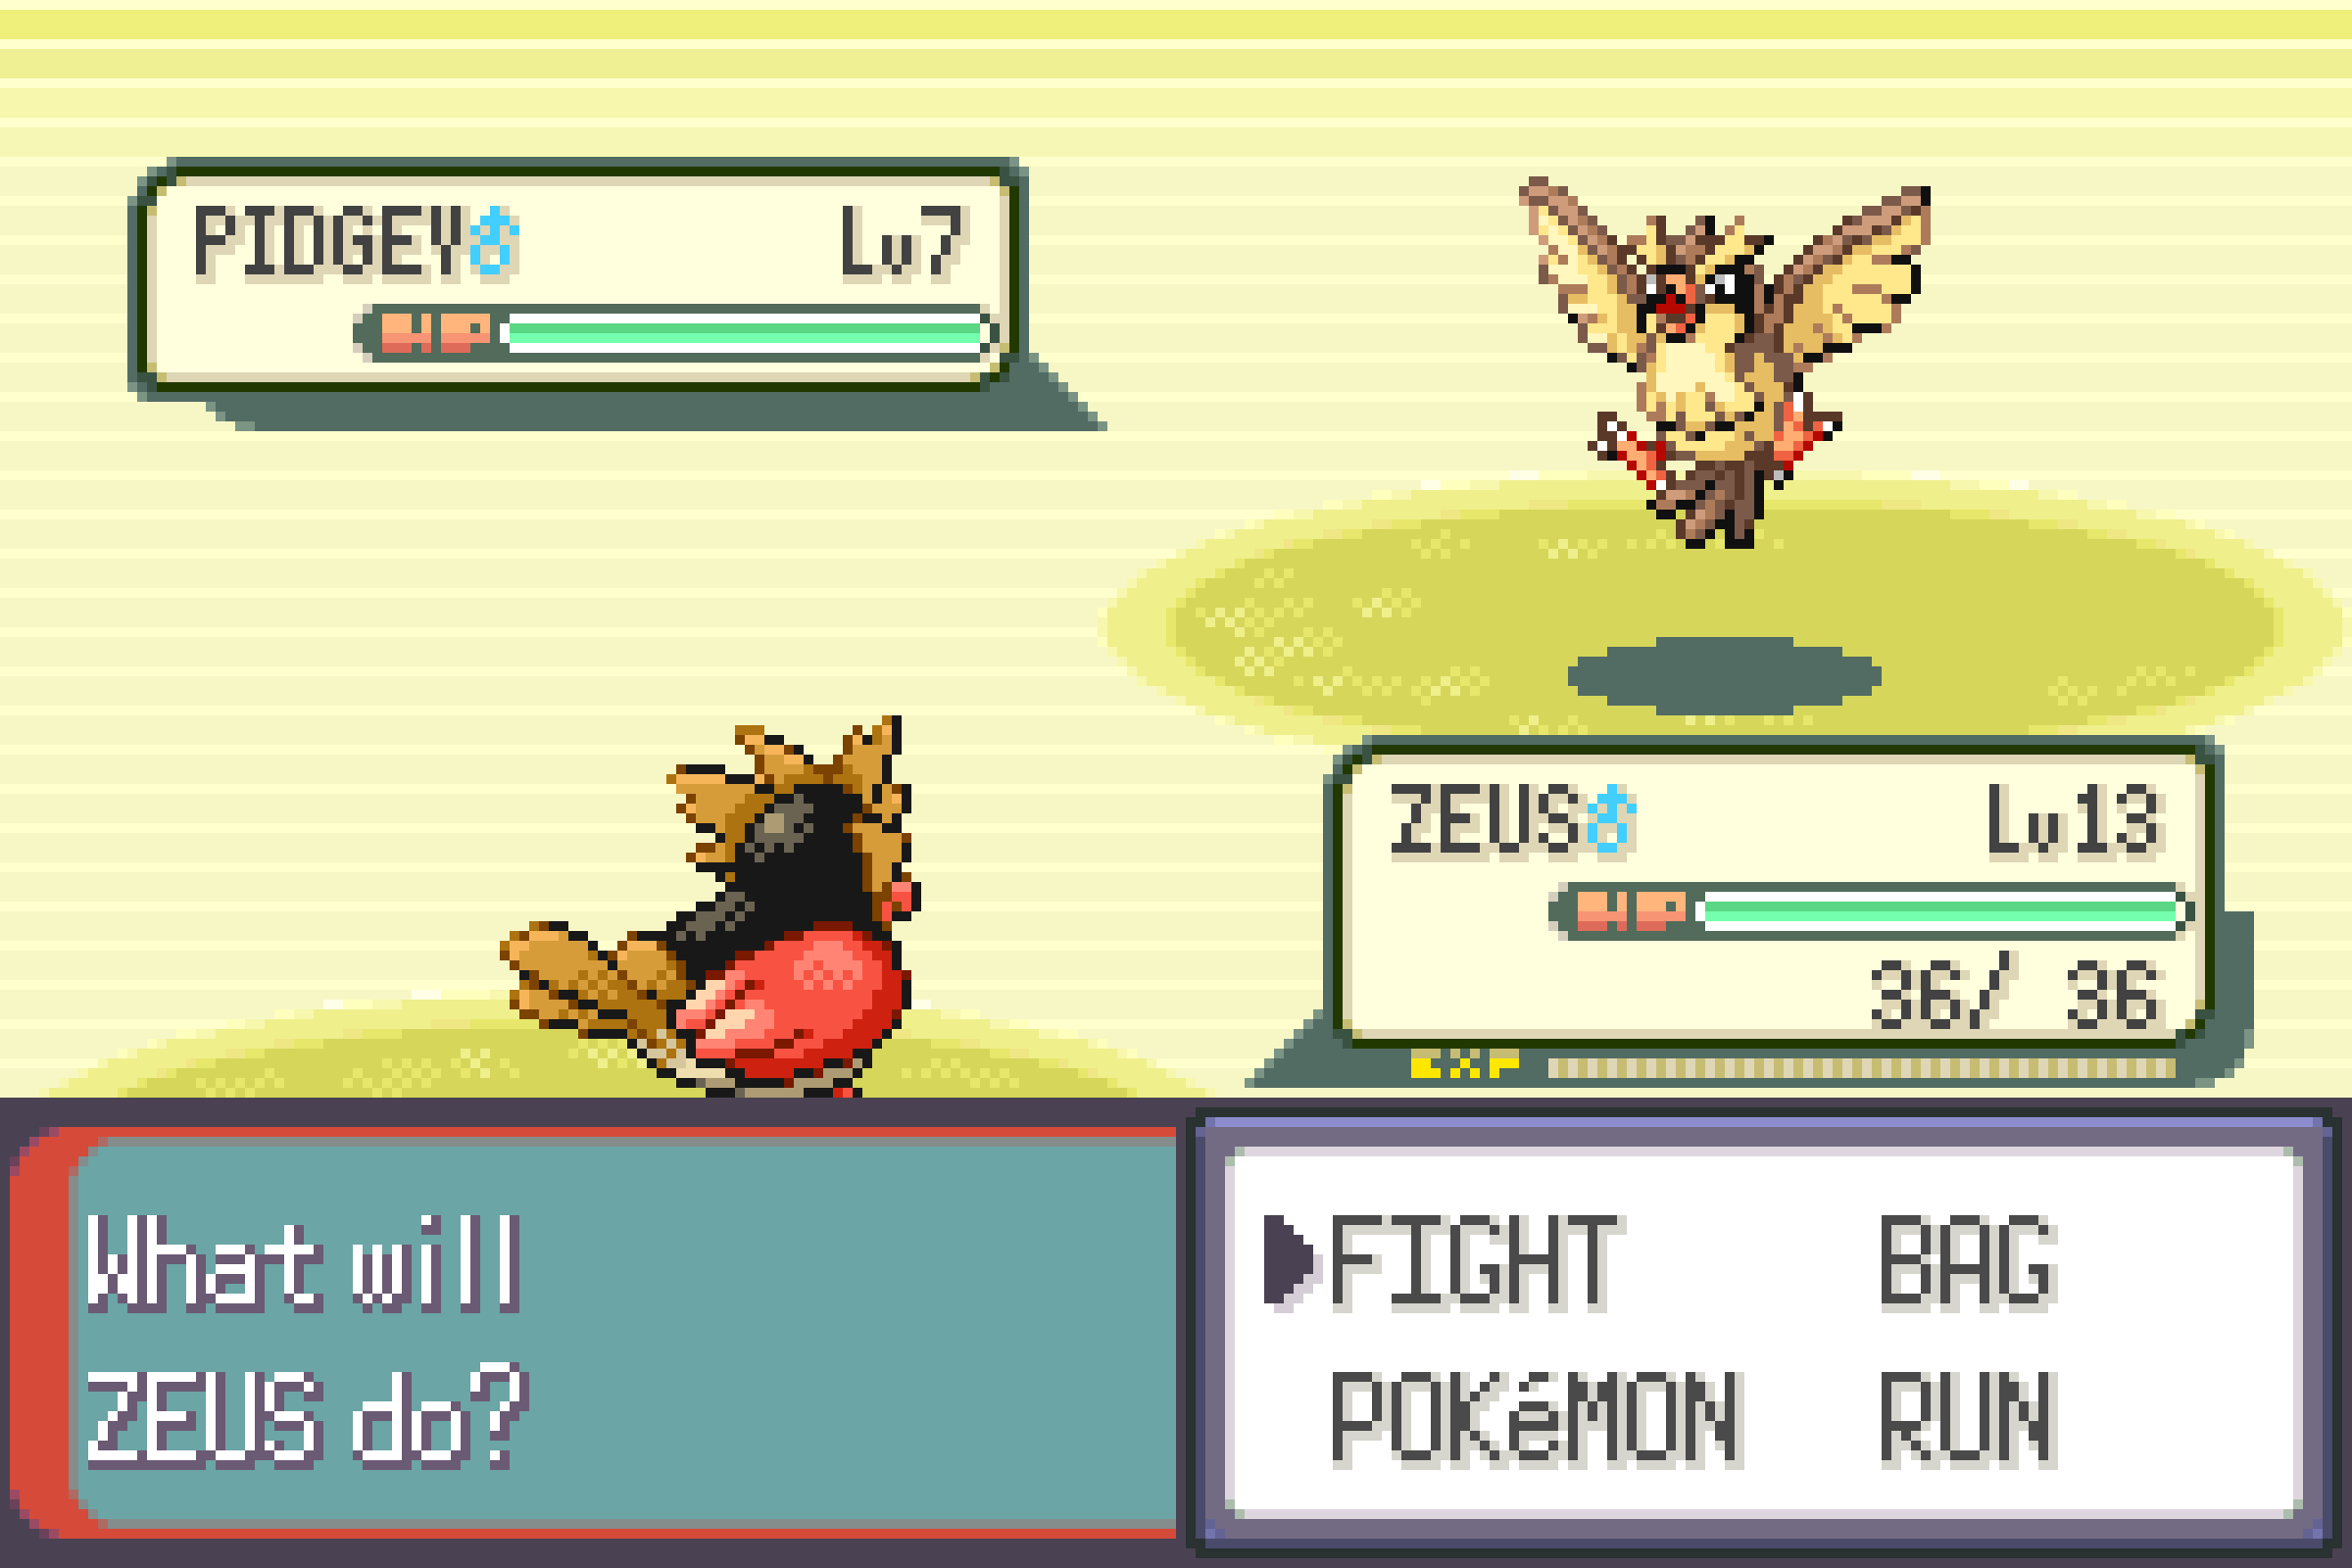 PIDGEY♂ Lv7
HP
ZEUS♂ Lv13
HP
36/ 36
EXP
What will
ZEUS do?
FIGHT BAG
POKéMON RUN